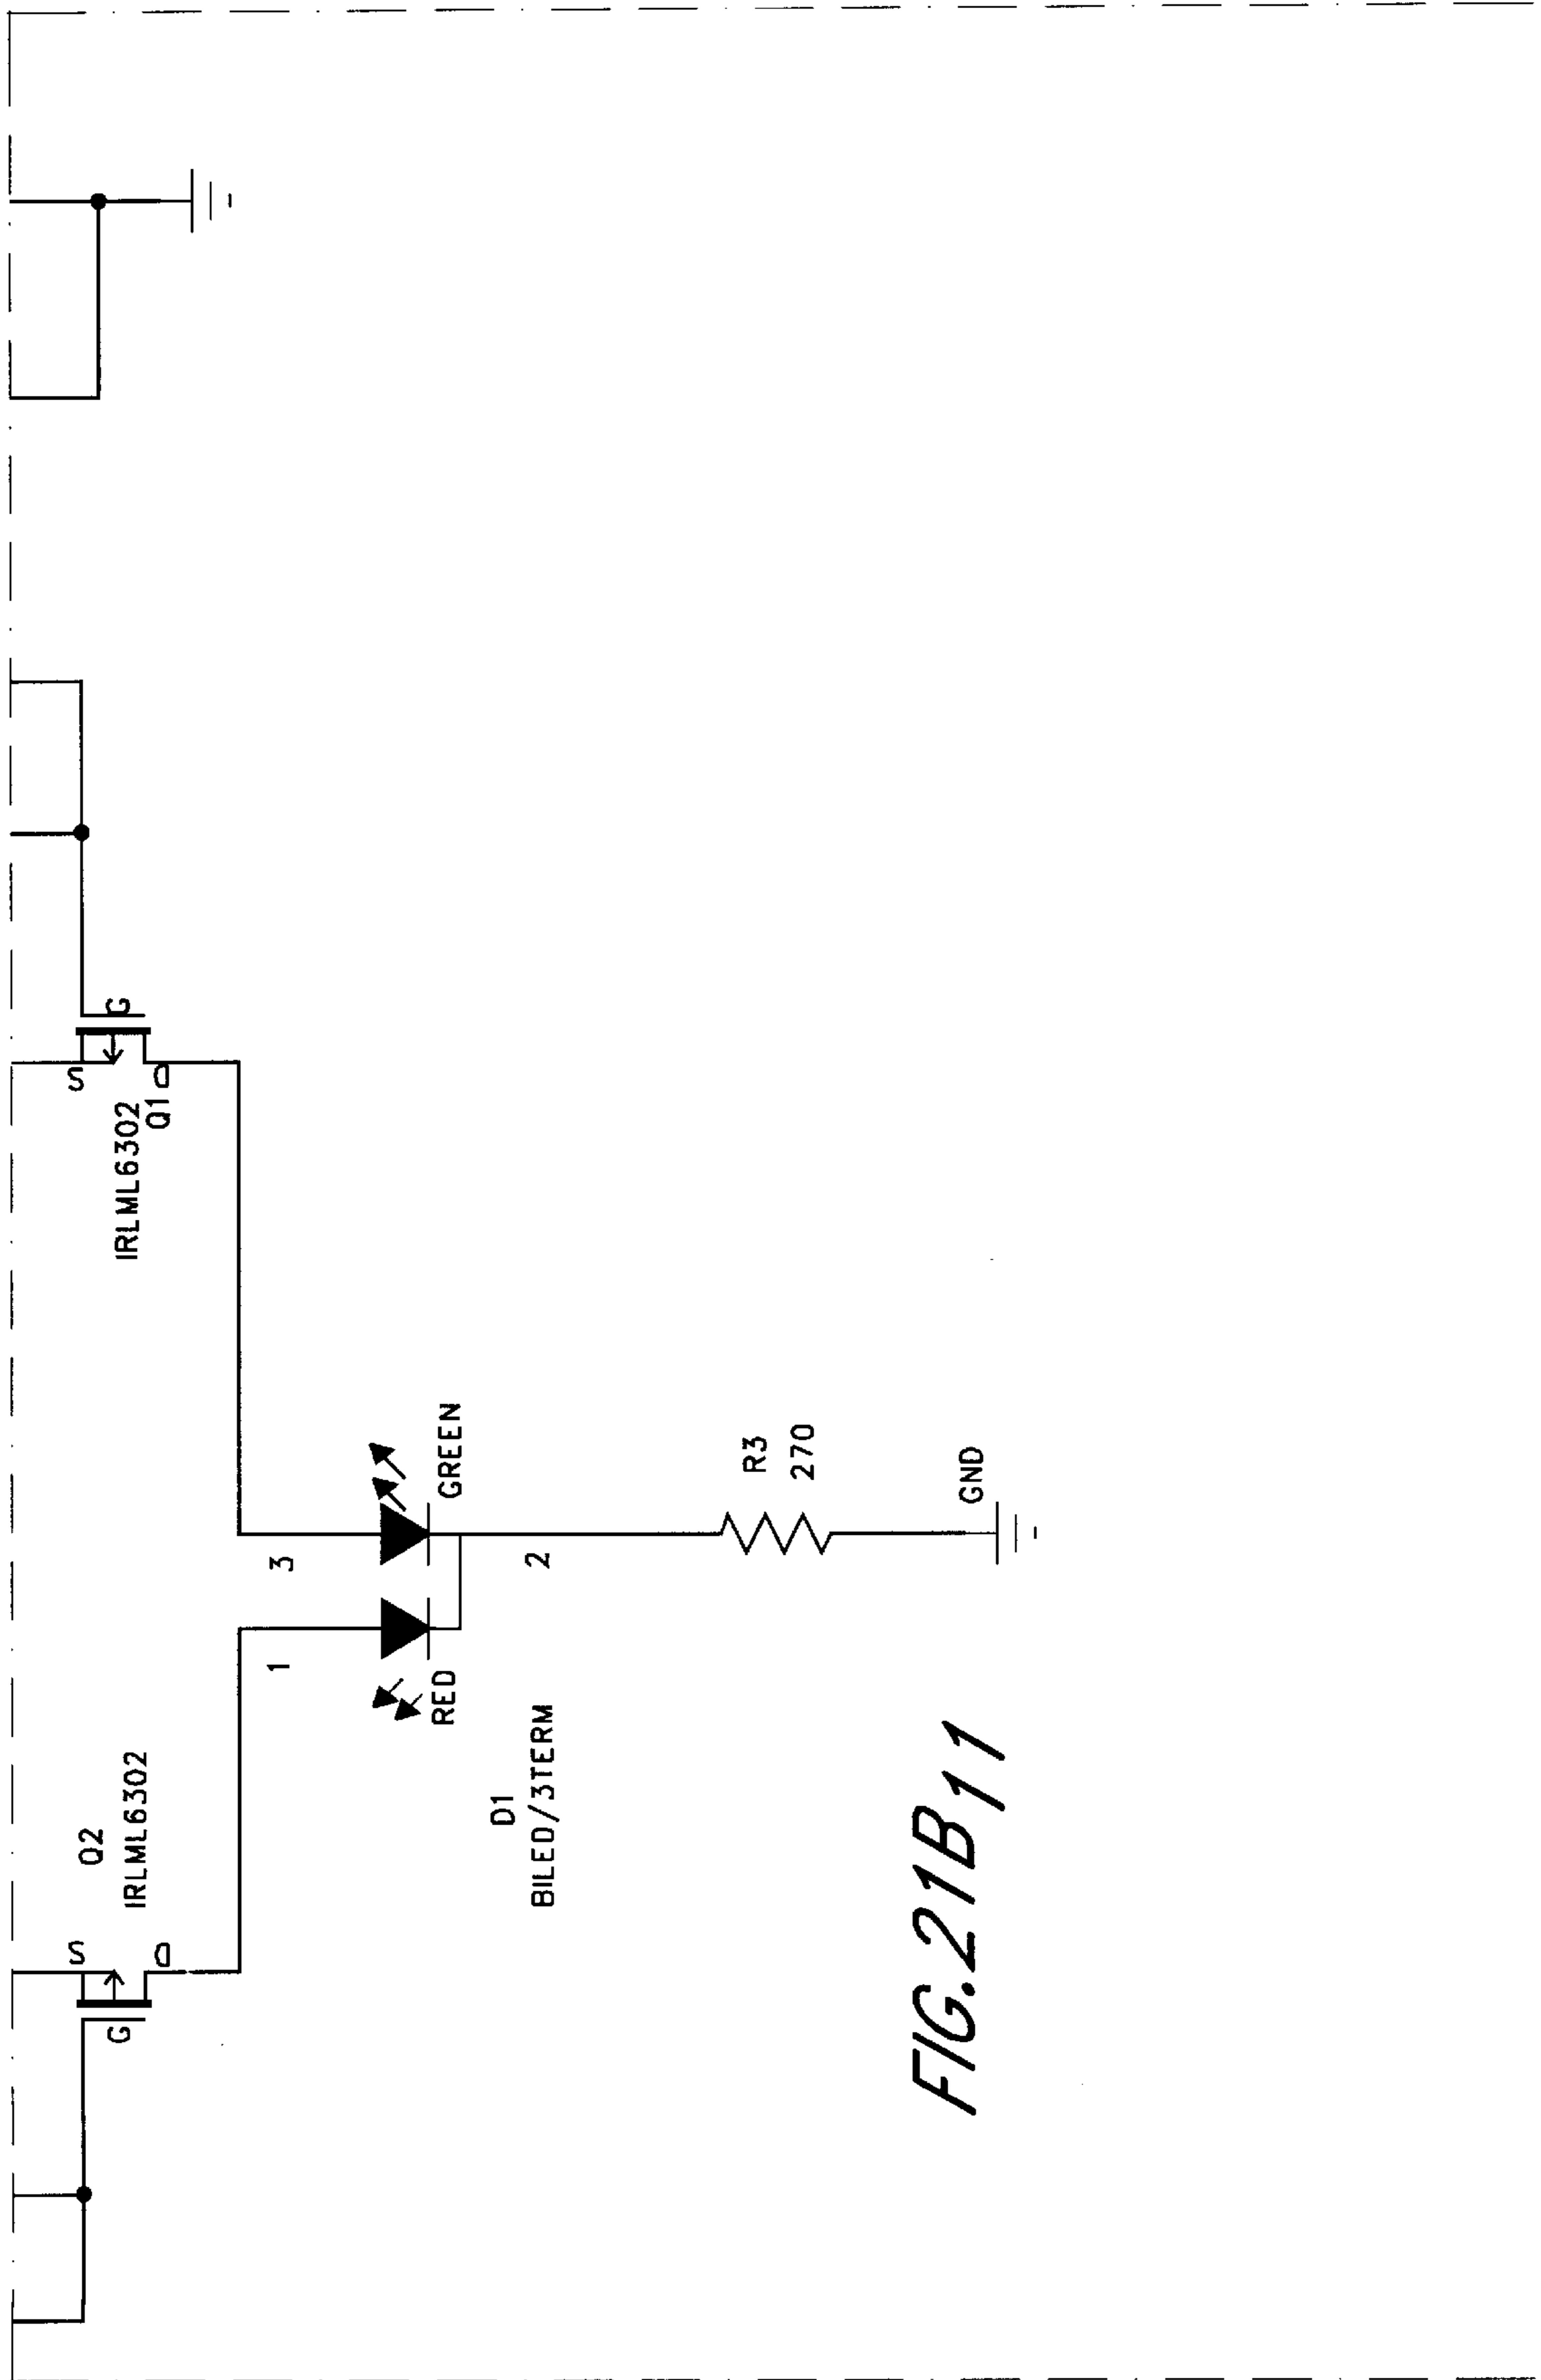 Q2
IRLML6302
S
D
G
S
G
D
IRLML6302
Q1
1
3
RED
GREEN
D1
BILED/3TERM
2
R3
270
GND
FIG.21B11